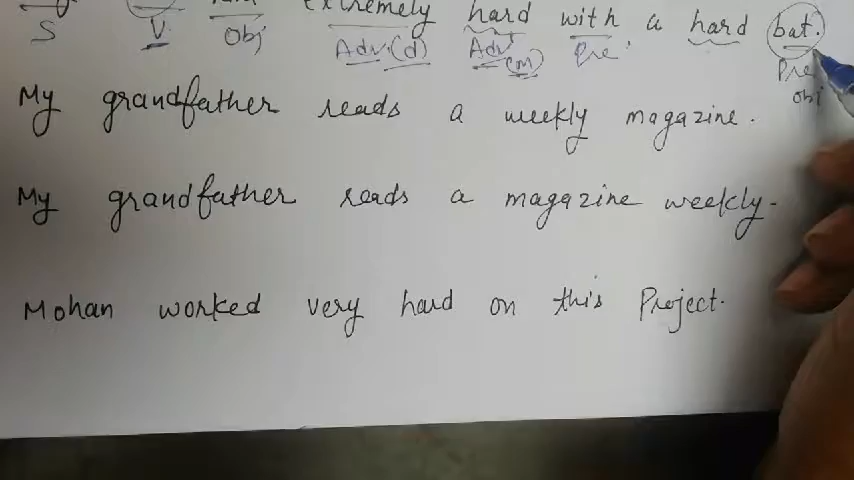 extremely hard with a hard bat.
S V Obj Adv.(d) Adv (m) Pre.
Pre
obj
My grandfather reads a weekly magazine.
My grandfather reads a magazine weekly.
Mohan worked very hard on this Project.